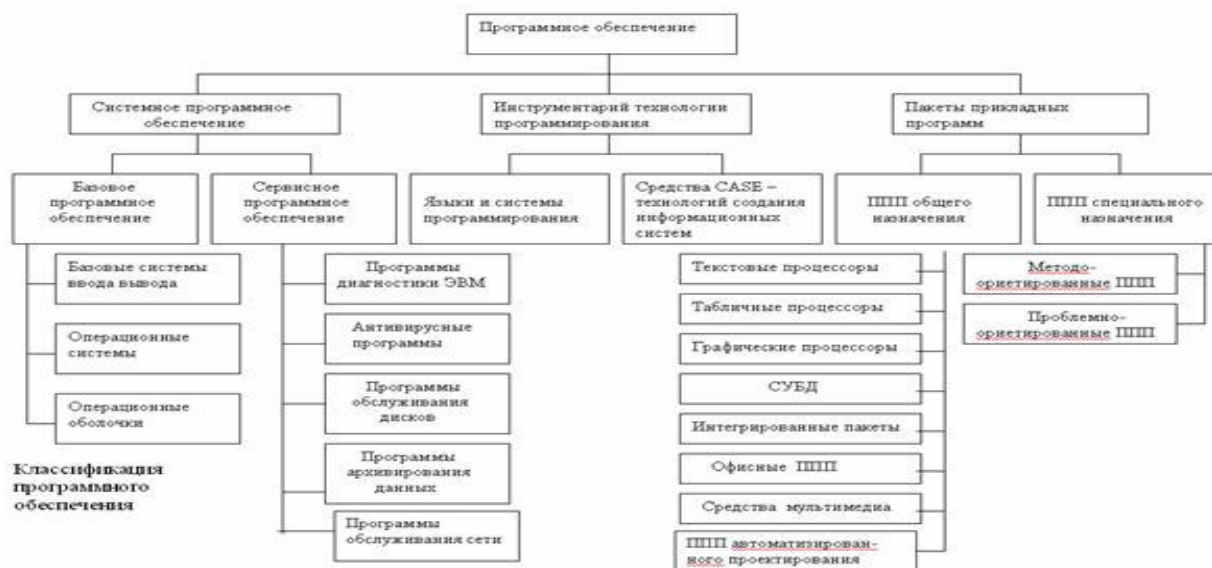 Программное обеспечение
Системное программное
обеспечение
Инструментарий технологии
программирования
Пакеты прикладных
программ
Базовое
программное
обеспечение
Сервисное
программное
обеспечение
Языки и системы
программирования
Средства CASE –
технологий создания
информационных
систем
ППП общего
назначения
ППП специального
назначения
Базовые системы
ввода вывода
Операционные
системы
Операционные
оболочки
Программы
диагностики ЭВМ
Антивирусные
программы
Программы
обслуживания
дисков
Программы
архивирования
данных
Программы
обслуживания сети
Текстовые процессоры
Табличные процессоры
Графические процессоры
СУБД
Интегрированные пакеты
Офисные ППП
Средства мультимедиа
ППП автоматизирован-
ного проектирования
Методо-
ориетированные ППП
Проблемно-
ориетированные ППП
Классификация
программного
обеспечения